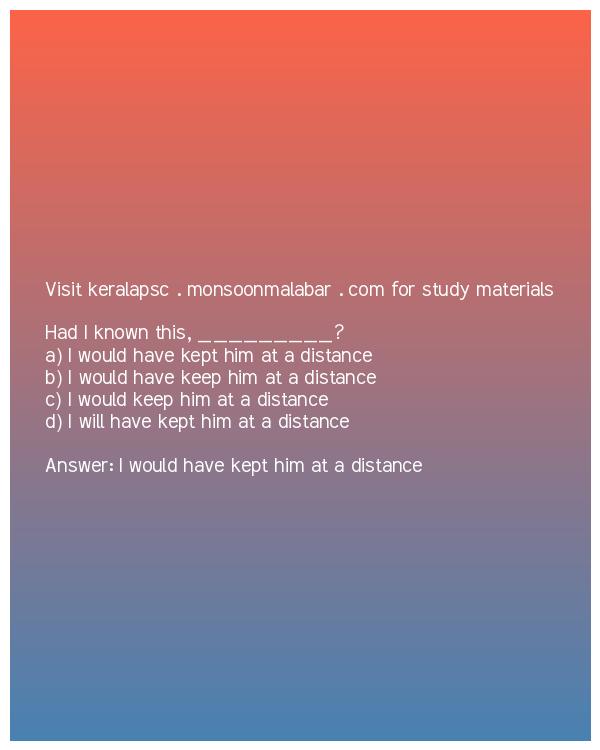 Visit keralapsc . monsoonmalabar . com for study materials
Had I known this, _________?
a) I would have kept him at a distance
b) I would have keep him at a distance
c) I would keep him at a distance
d) I will have kept him at a distance
Answer: I would have kept him at a distance